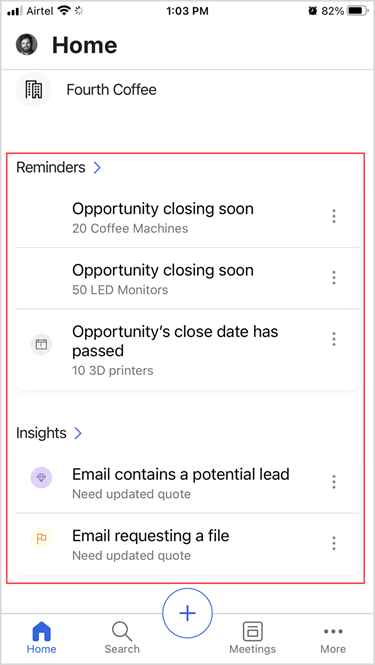 Airtel 1:03 PM 82%
Home
Fourth Coffee
Reminders
Opportunity closing soon
20 Coffee Machines
Opportunity closing soon
50 LED Monitors
Opportunity's close date has
passed
10 3D printers
Insights
Email contains a potential lead
Need updated quote
Email requesting a file
Need updated quote
Home Search Meetings More